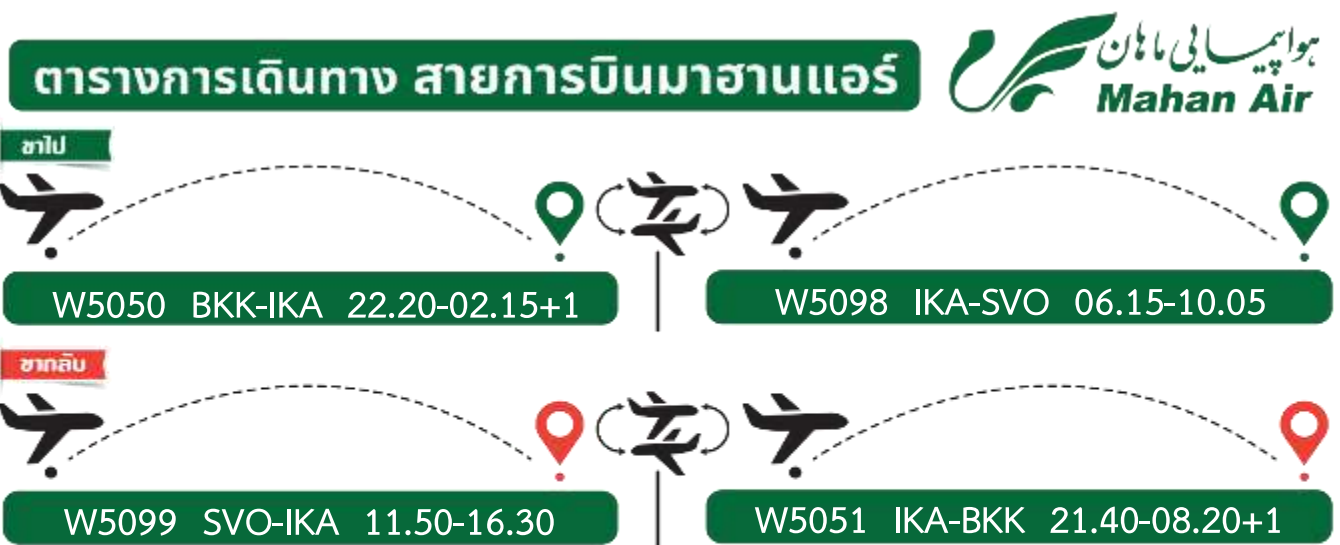 ตารางการเดินทาง สายการบินมาฮานแอร์
هواپیمایی ماهان
Mahan Air
ขาไป
W5050 BKK-IKA 22.20-02.15+1
W5098 IKA-SVO 06.15-10.05
ขากลับ
W5099 SVO-IKA 11.50-16.30
W5051 IKA-BKK 21.40-08.20+1